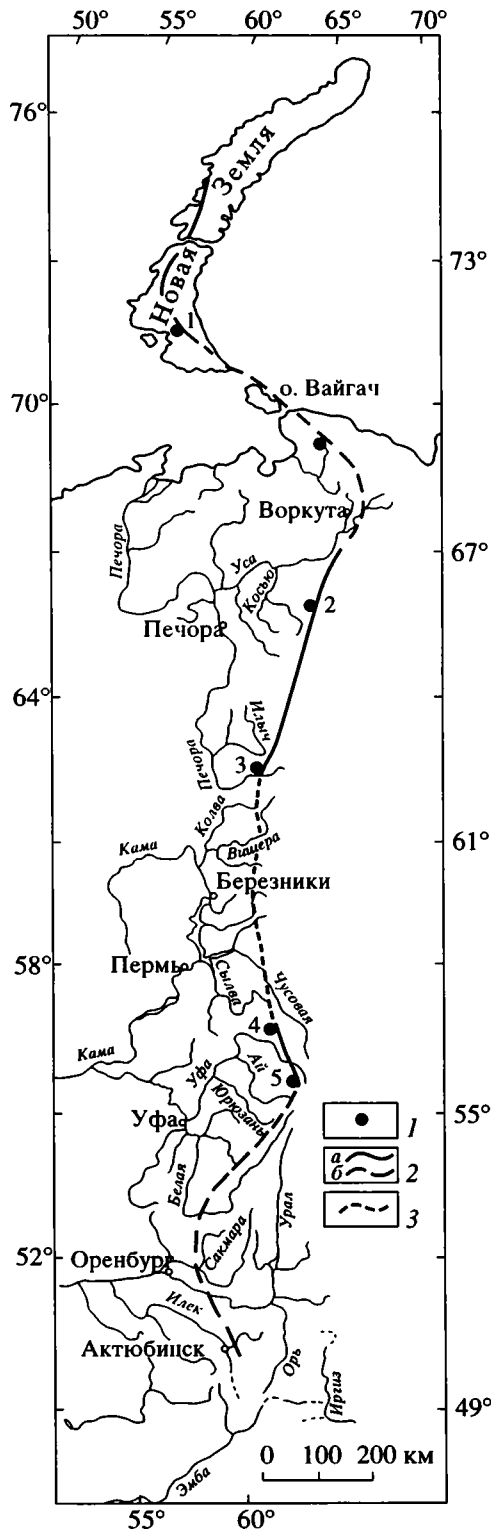 50° 55° 60° 65° 70°
76°
Новая Земля
73°
1
70°
о. Вайгач
Воркута
67°
Печора
Уса
Косью
2
Печора
64°
Илыч
Печора
3
Колва
61°
Вишера
Кама
Березники
58°
Пермь
Сылва
Чусовая
4
Кама
Уфа
Ай
5
Юрюзань
55°
Уфа
1
а
б 2
3
Белая
Урал
Сакмара
52°
Оренбург
Илек
Актюбинск
Орь
Иргиз
49°
0 100 200 км
Эмба
55° 60°